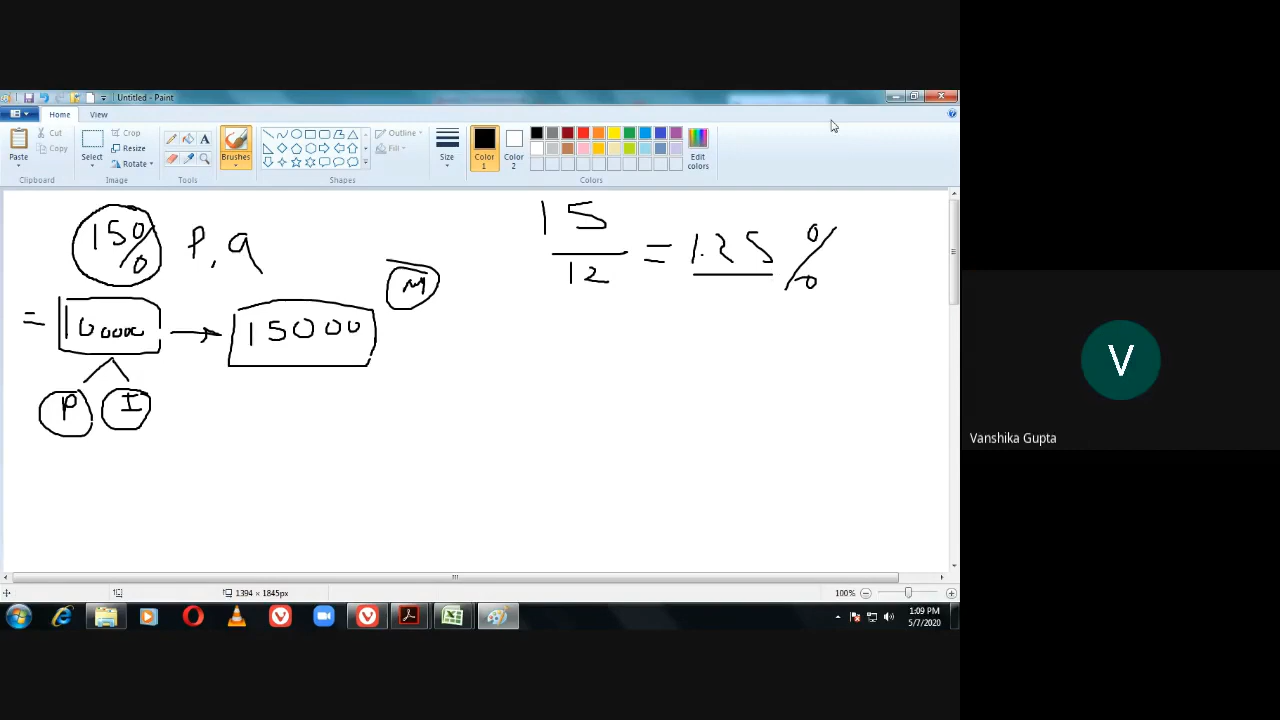 Untitled - Paint
Home View
Paste Cut Copy Clipboard
Select Crop Resize Rotate Image
Tools
Brushes
Shapes Outline Fill
Size
Color 1
Color 2
Edit colors
Colors
15% P, q
15
12 = 1.25 %
M
→ 15000
P I
Vanshika Gupta
V
100%
1394 × 1845px
1:09 PM
5/7/2020